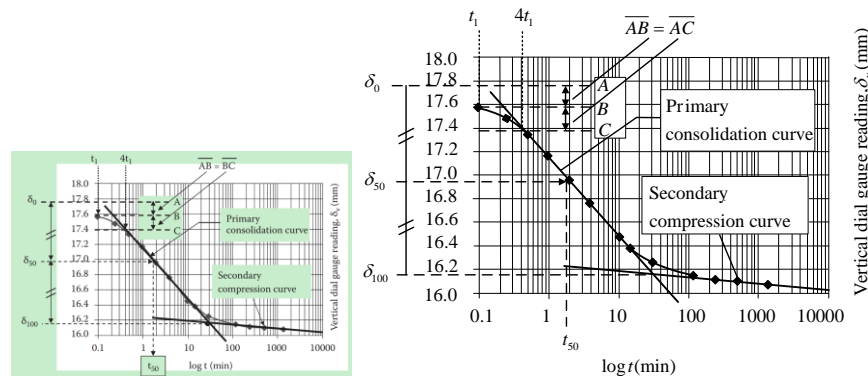 t₁ 4t₁
AB = BC
18.0
δ₀ 17.8 A
17.6 B
17.4 C
17.2 Primary
δ₅₀ 17.0 consolidation curve
16.8
16.6
16.4 Secondary
δ₁₀₀ 16.2 compression curve
16.0
0.1 1 10 100 1000 10000
t₅₀ log t (min)
Vertical dial gauge reading, δᵥ (mm)
t₁ 4t₁ AB = AC
18.0
δ₀ 17.8 A
17.6 B Primary
17.4 C consolidation curve
17.2
δ₅₀ 17.0
16.8 Secondary
16.6 compression curve
16.4
δ₁₀₀ 16.2
16.0
0.1 1 10 100 1000 10000
t₅₀
log t (min)
Vertical dial gauge reading, δᵥ (mm)